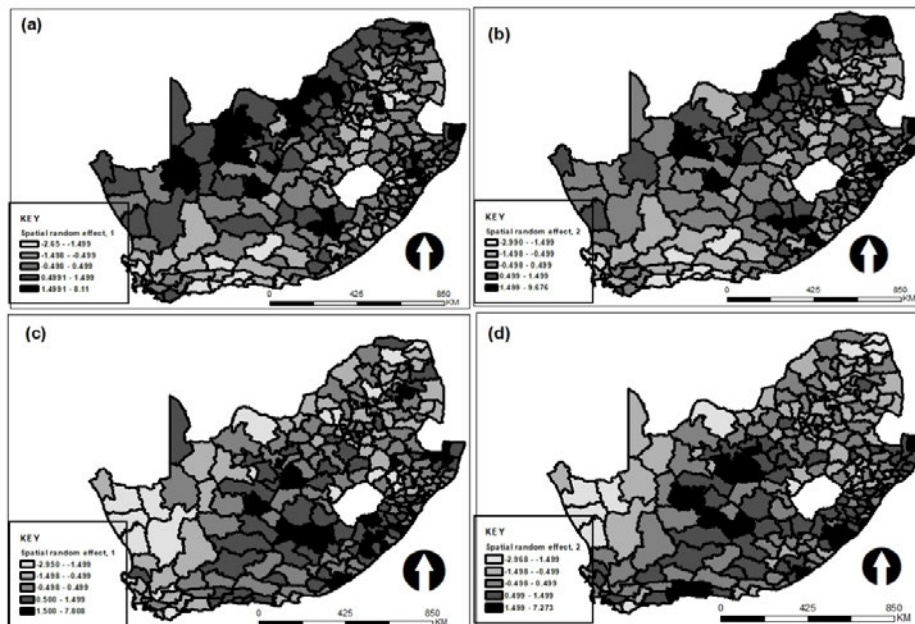 (a)
KEY
Spatial random effect, 1
-2.65 - -1.499
-1.498 - -0.499
-0.498 - 0.499
0.4991 - 1.499
1.4991 - 8.11
0 425 850
KM
(b)
KEY
Spatial random effect, 2
-2.990 - -1.499
-1.498 - -0.499
-0.498 - 0.499
0.499 - 1.499
1.499 - 9.676
0 425 850
KM
(c)
KEY
Spatial random effect, 1
-2.950 - -1.499
-1.498 - -0.499
-0.498 - 0.499
0.500 - 1.499
1.500 - 7.808
0 425 850
KM
(d)
KEY
Spatial random effect, 2
-2.968 - -1.499
-1.498 - -0.499
-0.498 - 0.499
0.499 - 1.499
1.499 - 7.273
0 425 850
KM